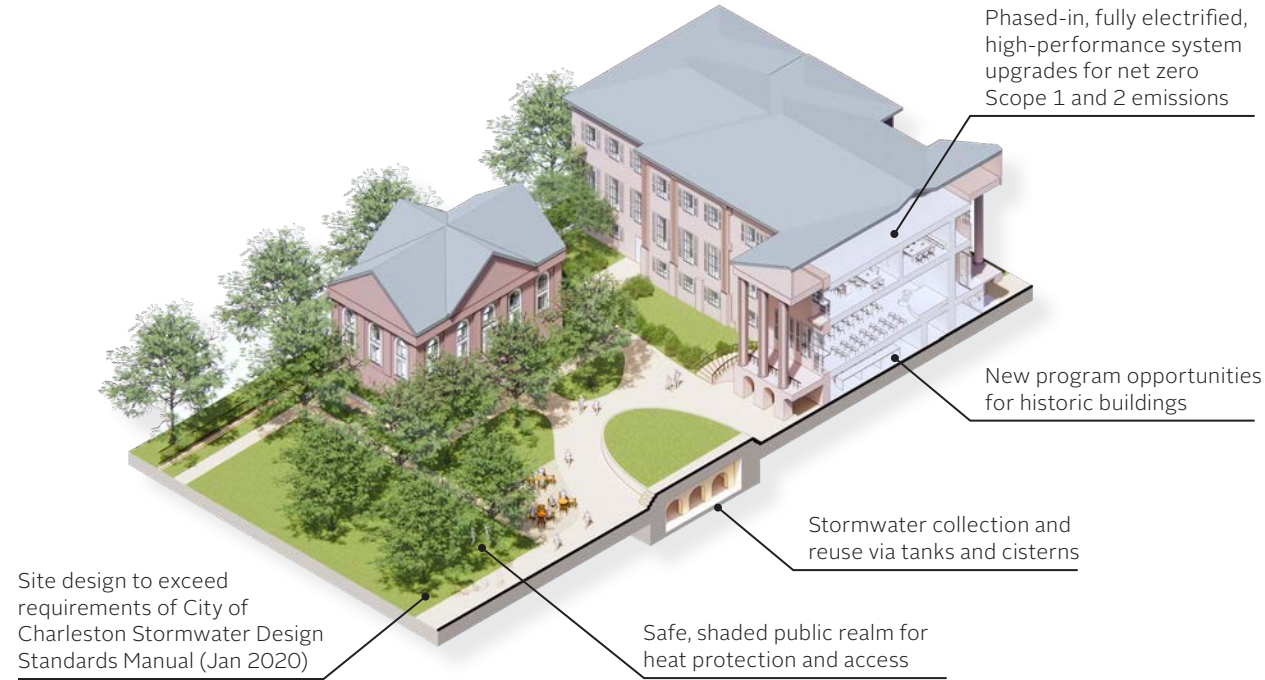 Phased-in, fully electrified,
high-performance system
upgrades for net zero
Scope 1 and 2 emissions
New program opportunities
for historic buildings
Stormwater collection and
reuse via tanks and cisterns
Safe, shaded public realm for
heat protection and access
Site design to exceed
requirements of City of
Charleston Stormwater Design
Standards Manual (Jan 2020)